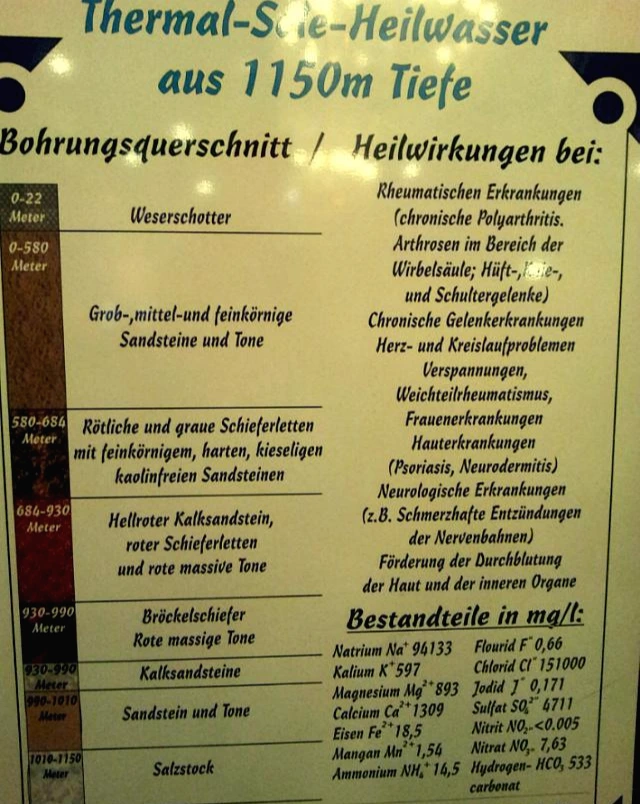 Thermal-Sole-Heilwasser
aus 1150m Tiefe
Bohrungsquerschnitt / Heilwirkungen bei:
0-22
Meter
Weserschotter
0-580
Meter
Grob-,mittel-und feinkörnige
Sandsteine und Tone
580-684
Meter
Rötliche und graue Schieferletten
mit feinkörnigem, harten, kieseligen
kaolinfreien Sandsteinen
684-930
Meter
Hellroter Kalksandstein,
roter Schieferletten
und rote massive Tone
930-990
Meter
Bröckelschiefer
Rote massige Tone
930-990
Meter
Kalksandsteine
990-1010
Meter
Sandstein und Tone
1010-1150
Meter
Salzstock
Rheumatischen Erkrankungen
(chronische Polyarthritis.
Arthrosen im Bereich der
Wirbelsäule; Hüft-,Knie-,
und Schultergelenke)
Chronische Gelenkerkrankungen
Herz- und Kreislaufproblemen
Verspannungen,
Weichteilrheumatismus,
Frauenerkrankungen
Hauterkrankungen
(Psoriasis, Neurodermitis)
Neurologische Erkrankungen
(z.B. Schmerzhafte Entzündungen
der Nervenbahnen)
Förderung der Durchblutung
der Haut und der inneren Organe
Bestandteile in mg/l:
Natrium Na⁺ 94133
Kalium K⁺597
Magnesium Mg²⁺893
Calcium Ca²⁺1309
Eisen Fe²⁺18,5
Mangan Mn²⁺1,54
Ammonium NH₄⁺ 14,5
Flourid F⁻0,66
Chlorid Cl⁻151000
Jodid J⁻ 0,171
Sulfat SO₄²⁻ 4711
Nitrit NO₂-<0.005
Nitrat NO₃- 7,63
Hydrogen- HCO₃ 533
carbonat